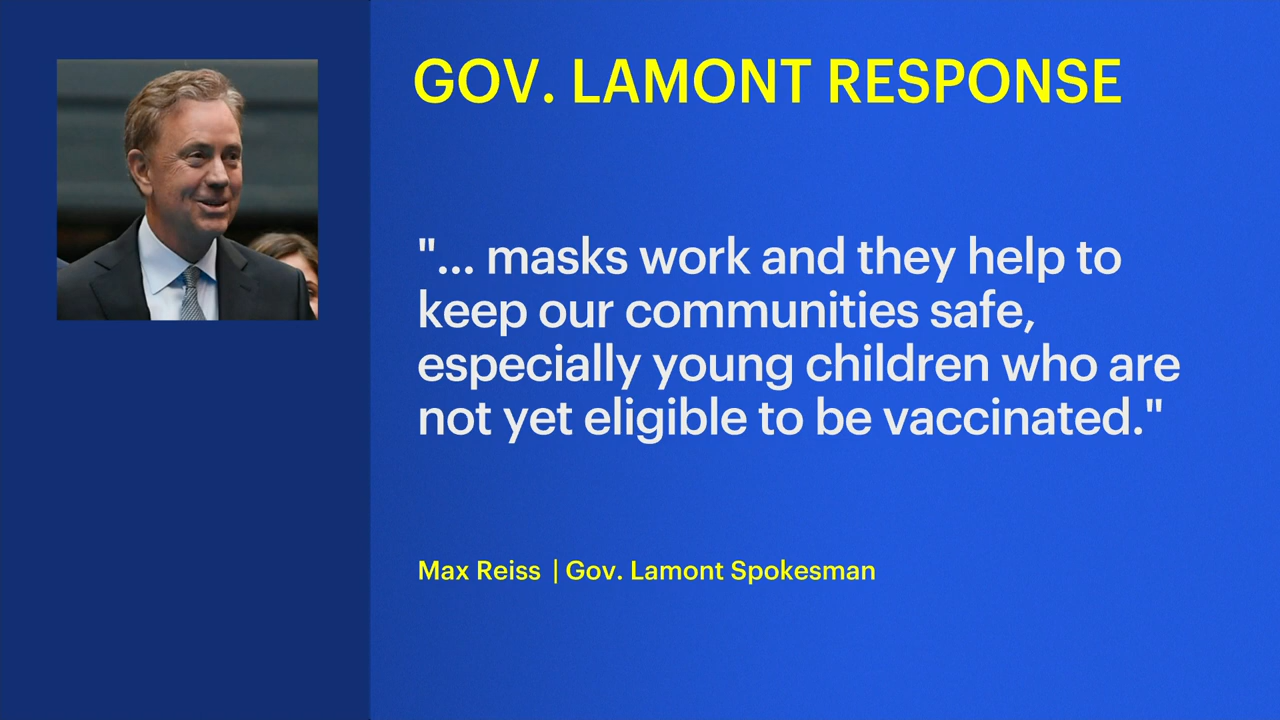 GOV. LAMONT RESPONSE
"... masks work and they help to
keep our communities safe,
especially young children who are
not yet eligible to be vaccinated."
Max Reiss | Gov. Lamont Spokesman